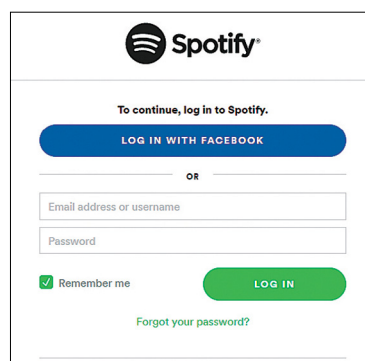 Spotify®
To continue, log in to Spotify.
LOG IN WITH FACEBOOK
OR
Email address or username
Password
Remember me
LOG IN
Forgot your password?